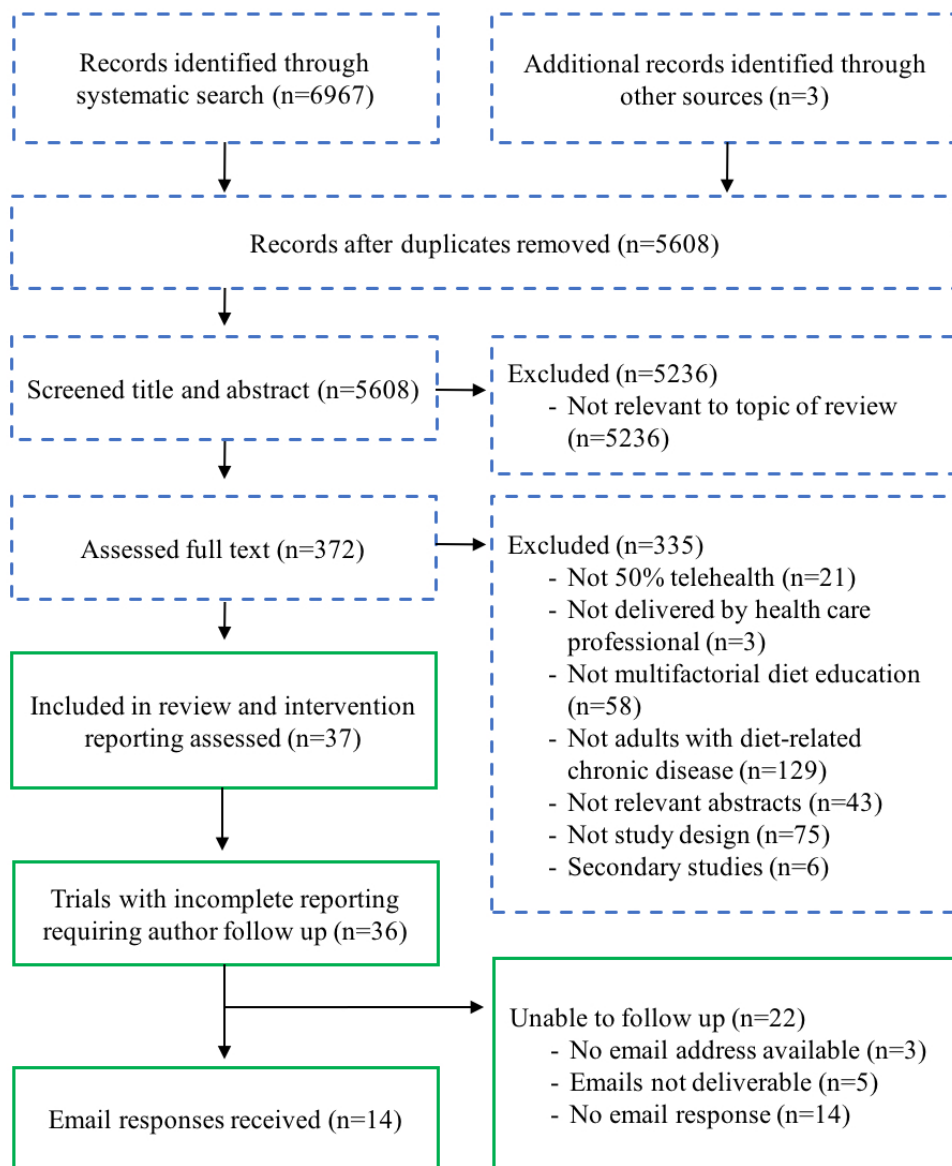 Records identified through
systematic search (n=6967)
Additional records identified through
other sources (n=3)
Records after duplicates removed (n=5608)
Screened title and abstract (n=5608)
Excluded (n=5236)
- Not relevant to topic of review
(n=5236)
Assessed full text (n=372)
Excluded (n=335)
- Not 50% telehealth (n=21)
- Not delivered by health care
professional (n=3)
- Not multifactorial diet education
(n=58)
- Not adults with diet-related
chronic disease (n=129)
- Not relevant abstracts (n=43)
- Not study design (n=75)
- Secondary studies (n=6)
Included in review and intervention
reporting assessed (n=37)
Trials with incomplete reporting
requiring author follow up (n=36)
Unable to follow up (n=22)
- No email address available (n=3)
- Emails not deliverable (n=5)
- No email response (n=14)
Email responses received (n=14)